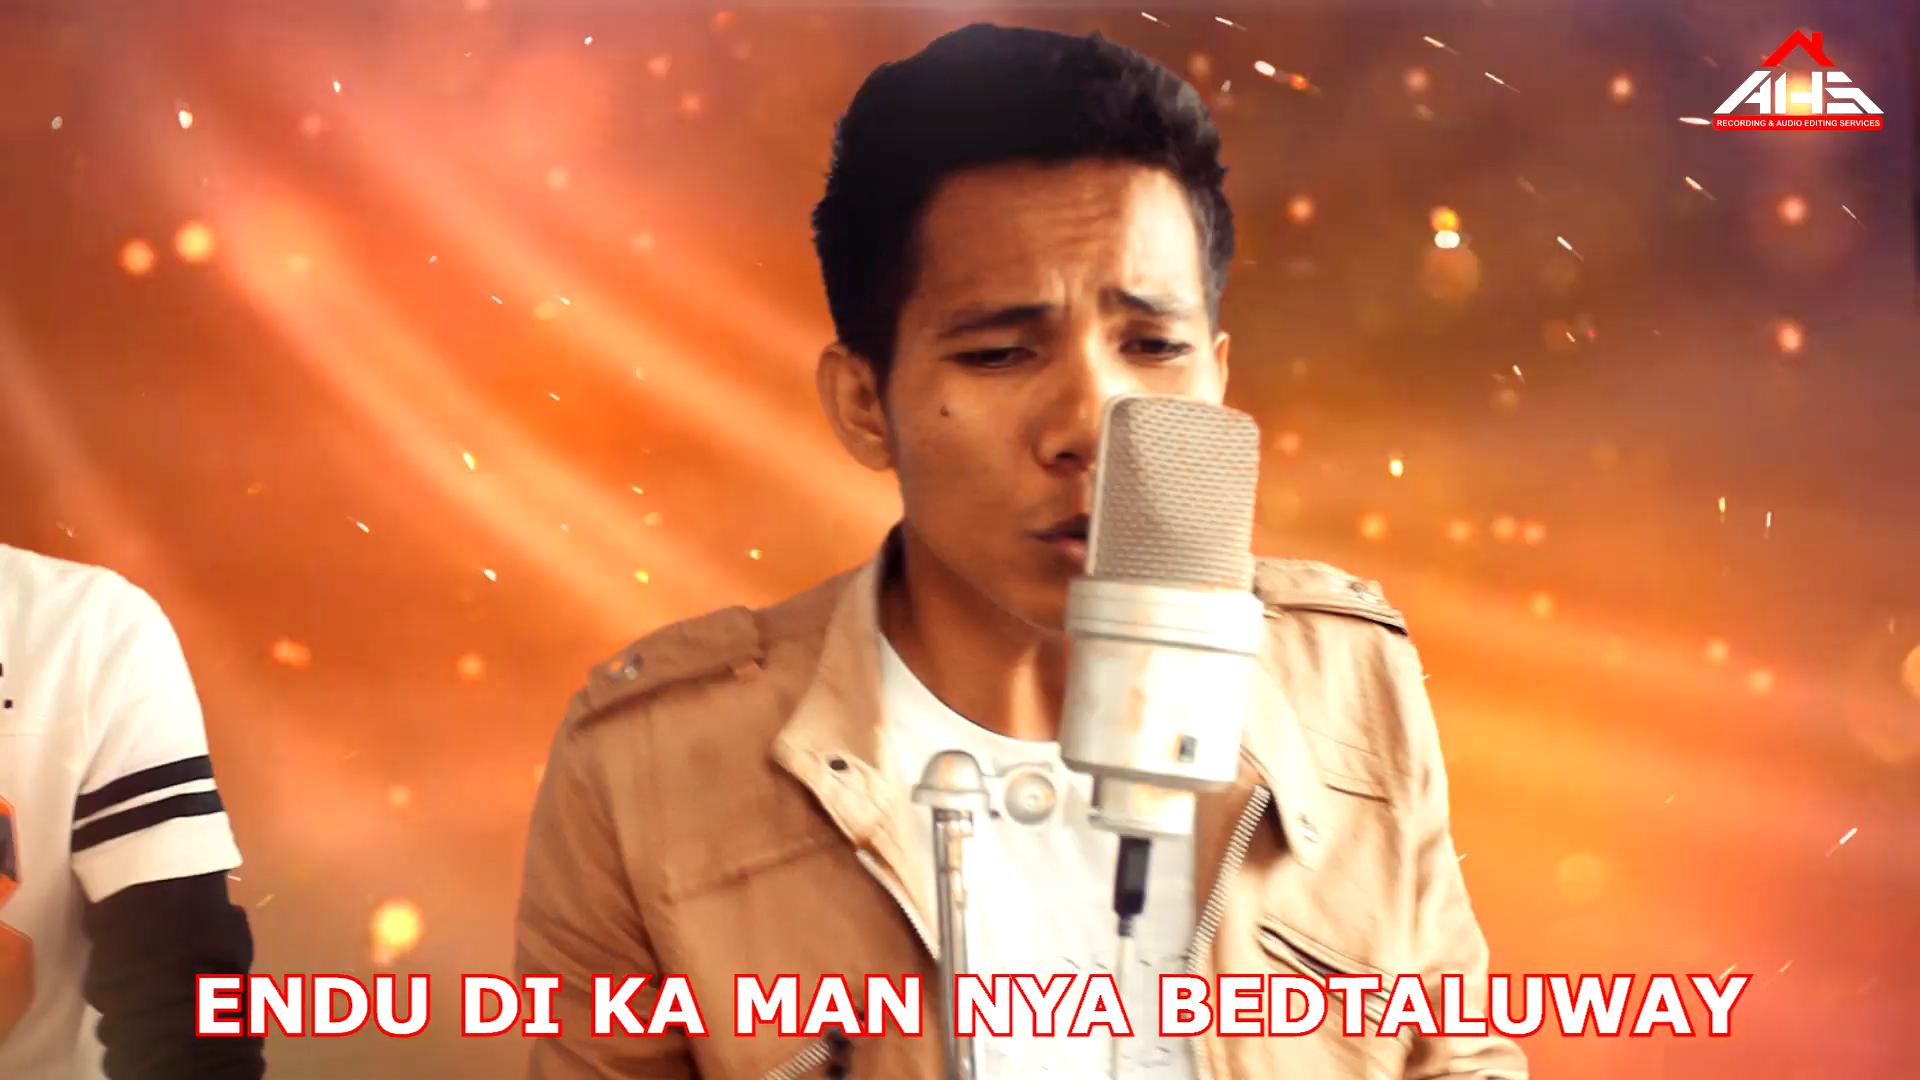 AHS
RECORDING & AUDIO EDITING SERVICES
ENDU DI KA MAN NYA BEDTALUWAY